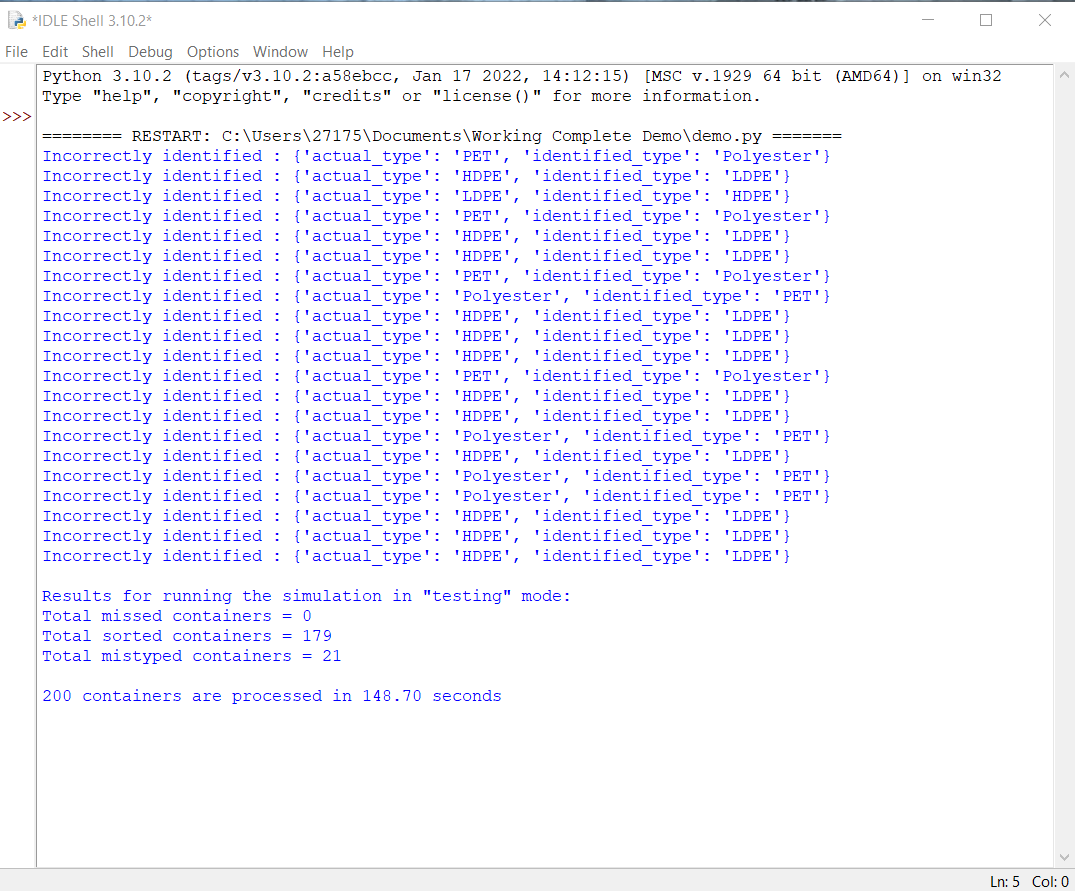 *IDLE Shell 3.10.2*
File Edit Shell Debug Options Window Help
Python 3.10.2 (tags/v3.10.2:a58ebcc, Jan 17 2022, 14:12:15) [MSC v.1929 64 bit (AMD64)] on win32
Type "help", "copyright", "credits" or "license()" for more information.
>>>
======== RESTART: C:\Users\27175\Documents\Working Complete Demo\demo.py =======
Incorrectly identified : {'actual_type': 'PET', 'identified_type': 'Polyester'}
Incorrectly identified : {'actual_type': 'HDPE', 'identified_type': 'LDPE'}
Incorrectly identified : {'actual_type': 'LDPE', 'identified_type': 'HDPE'}
Incorrectly identified : {'actual_type': 'PET', 'identified_type': 'Polyester'}
Incorrectly identified : {'actual_type': 'HDPE', 'identified_type': 'LDPE'}
Incorrectly identified : {'actual_type': 'HDPE', 'identified_type': 'LDPE'}
Incorrectly identified : {'actual_type': 'PET', 'identified_type': 'Polyester'}
Incorrectly identified : {'actual_type': 'Polyester', 'identified_type': 'PET'}
Incorrectly identified : {'actual_type': 'HDPE', 'identified_type': 'LDPE'}
Incorrectly identified : {'actual_type': 'HDPE', 'identified_type': 'LDPE'}
Incorrectly identified : {'actual_type': 'HDPE', 'identified_type': 'LDPE'}
Incorrectly identified : {'actual_type': 'PET', 'identified_type': 'Polyester'}
Incorrectly identified : {'actual_type': 'HDPE', 'identified_type': 'LDPE'}
Incorrectly identified : {'actual_type': 'HDPE', 'identified_type': 'LDPE'}
Incorrectly identified : {'actual_type': 'Polyester', 'identified_type': 'PET'}
Incorrectly identified : {'actual_type': 'HDPE', 'identified_type': 'LDPE'}
Incorrectly identified : {'actual_type': 'Polyester', 'identified_type': 'PET'}
Incorrectly identified : {'actual_type': 'Polyester', 'identified_type': 'PET'}
Incorrectly identified : {'actual_type': 'HDPE', 'identified_type': 'LDPE'}
Incorrectly identified : {'actual_type': 'HDPE', 'identified_type': 'LDPE'}
Incorrectly identified : {'actual_type': 'HDPE', 'identified_type': 'LDPE'}
Results for running the simulation in "testing" mode:
Total missed containers = 0
Total sorted containers = 179
Total mistyped containers = 21
200 containers are processed in 148.70 seconds
Ln: 5 Col: 0